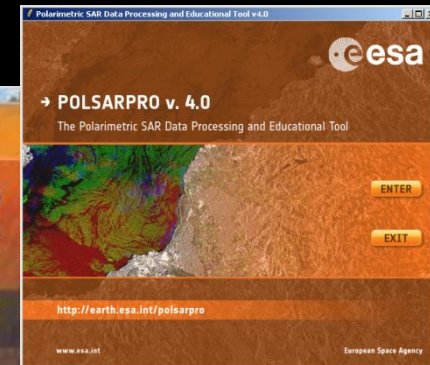 Polarimetric SAR Data Processing and Educational Tool v4.0
esa
→ POLSARPRO v. 4.0
The Polarimetric SAR Data Processing and Educational Tool
ENTER
EXIT
http://earth.esa.int/polsarpro
www.esa.int
European Space Agency